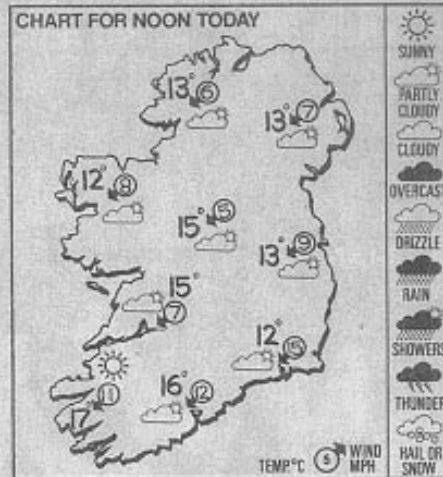 CHART FOR NOON TODAY
13° 6
13° 7
12° 8
15° 5
13° 9
15°
7
12°
15
11
17°
16° 12
TEMP.°C 5 WIND
MPH
SUNNY
PARTLY
CLOUDY
CLOUDY
OVERCAST
DRIZZLE
RAIN
SHOWERS
THUNDER
HAIL OR
SNOW